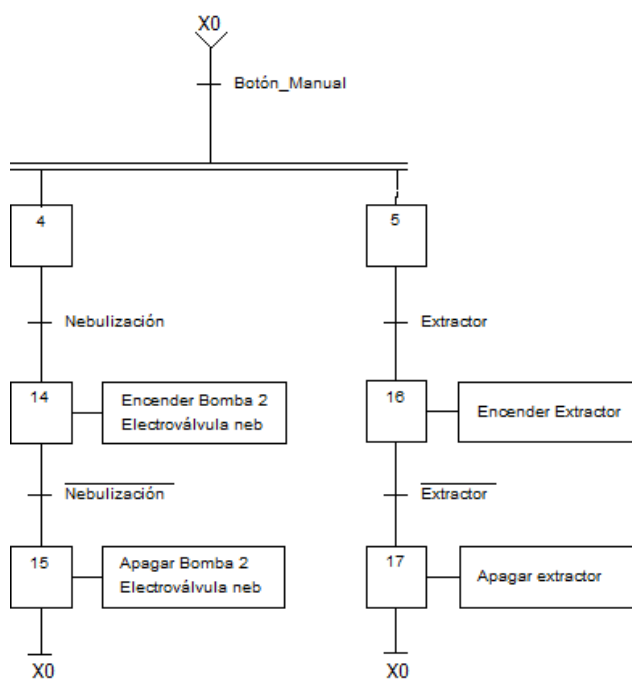 X0
Botón_Manual
4
5
Nebulización
Extractor
14
Encender Bomba 2
Electroválvula neb
16
Encender Extractor
Nebulización
Extractor
15
Apagar Bomba 2
Electroválvula neb
17
Apagar extractor
X0
X0